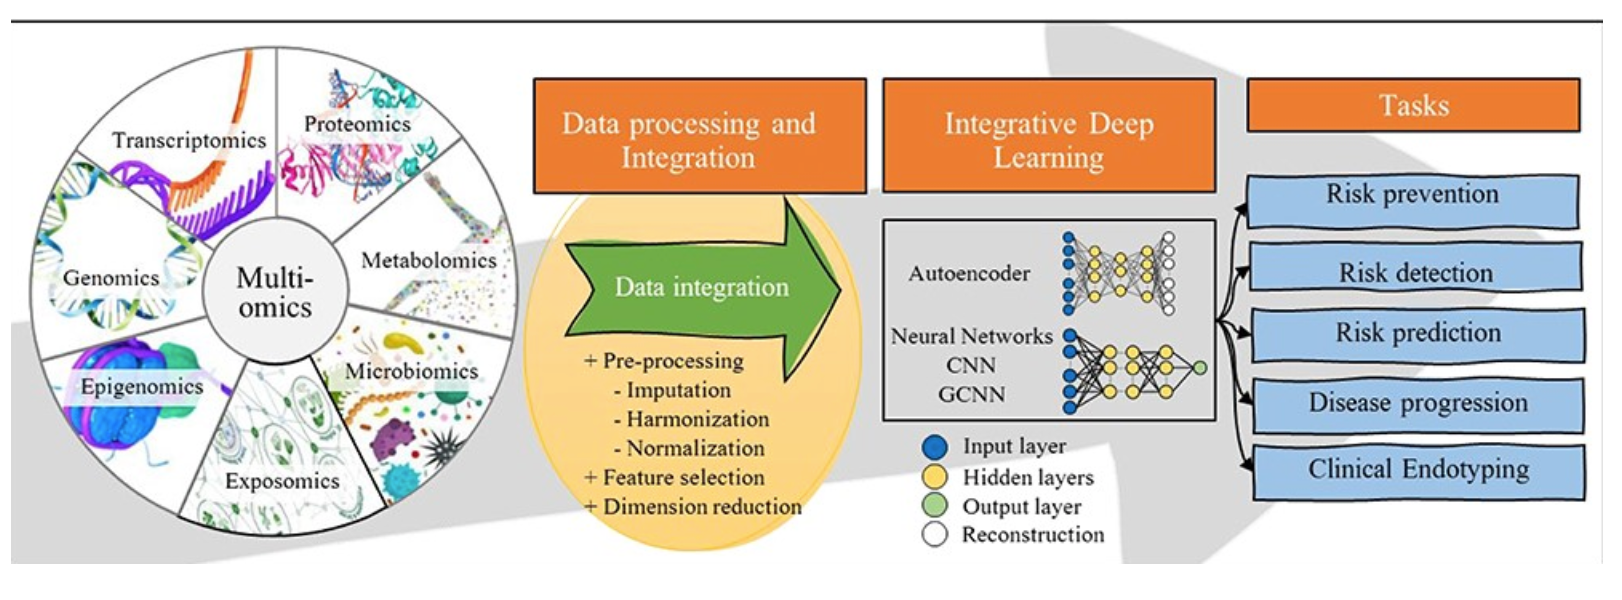 Transcriptomics
Proteomics
Genomics
Multi-
omics
Metabolomics
Epigenomics
Microbiomics
Exposomics
Data processing and
Integration
Data integration
+ Pre-processing
- Imputation
- Harmonization
- Normalization
+ Feature selection
+ Dimension reduction
Integrative Deep
Learning
Autoencoder
Neural Networks
CNN
GCNN
Input layer
Hidden layers
Output layer
Reconstruction
Tasks
Risk prevention
Risk detection
Risk prediction
Disease progression
Clinical Endotyping